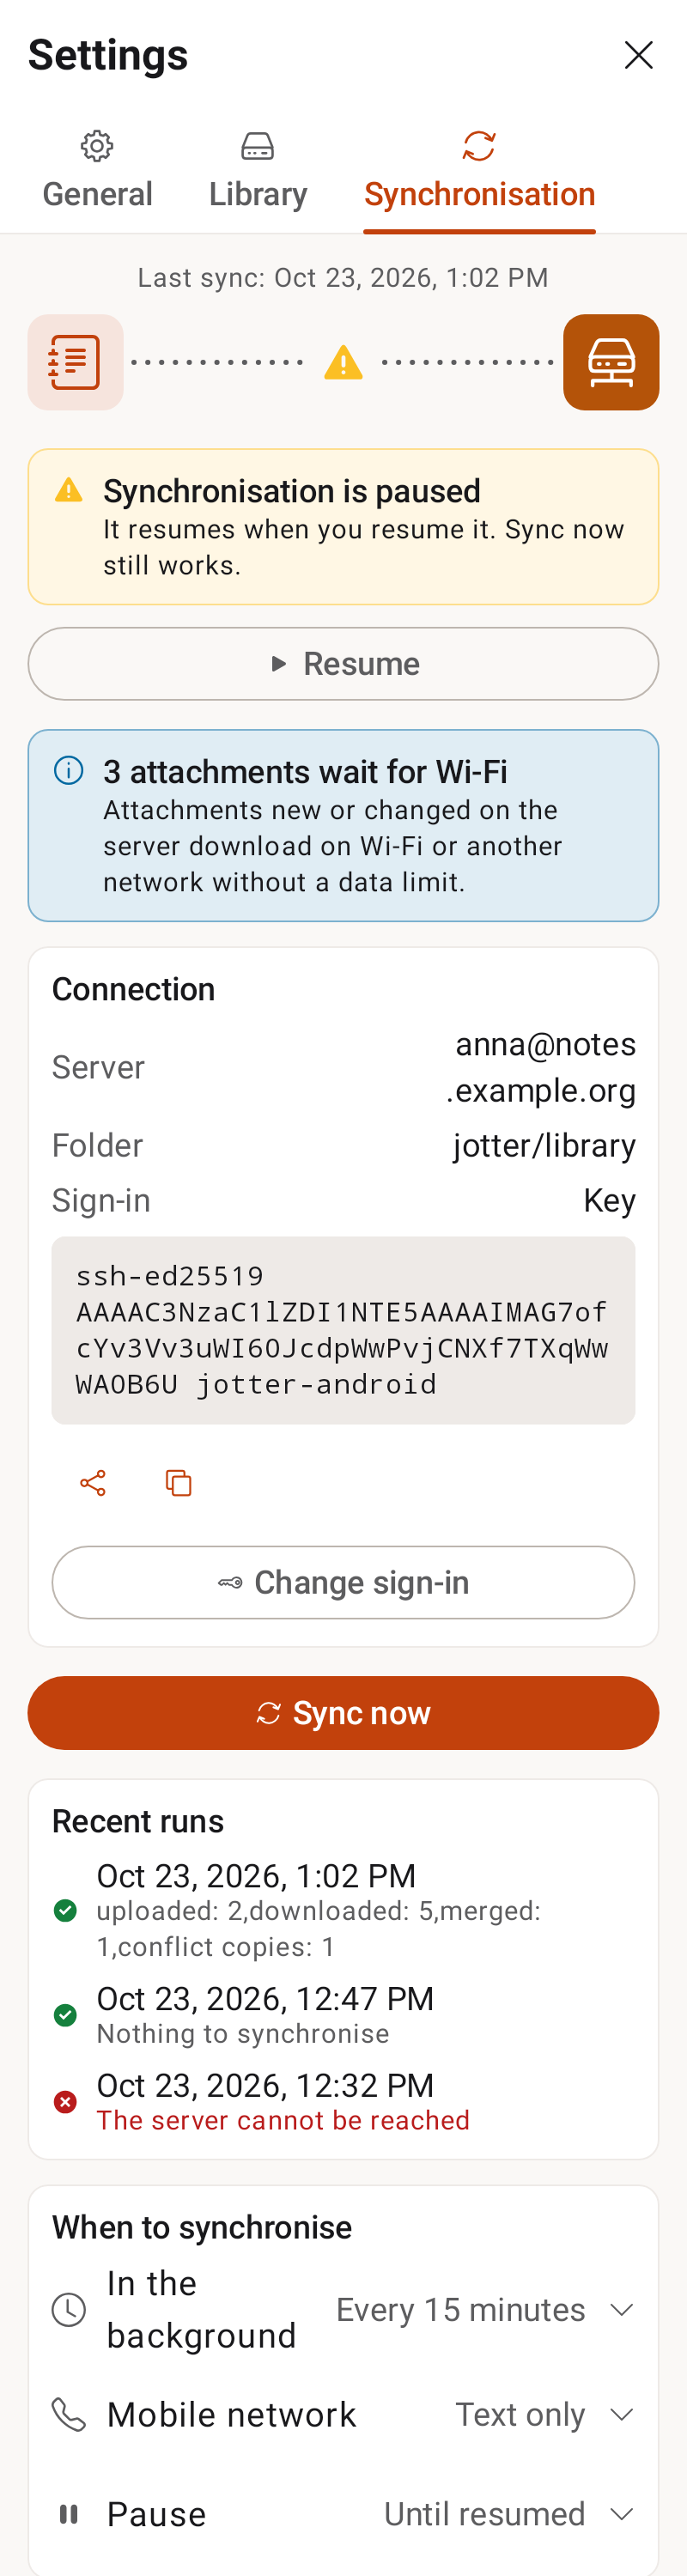 Settings
General
Library
Synchronisation
Last sync: Oct 23, 2026, 1:02 PM
Synchronisation is paused
It resumes when you resume it. Sync now
still works.
Resume
3 attachments wait for Wi-Fi
Attachments new or changed on the
server download on Wi-Fi or another
network without a data limit.
Connection
Server
anna@notes
.example.org
Folder
jotter/library
Sign-in
Key
ssh-ed25519
AAAAC3NzaC1lZDI1NTE5AAAAIMAG7of
cYv3Vv3uWI6OJcdpWwPvjCNXf7TXqWw
WAOB6U jotter-android
Change sign-in
Sync now
Recent runs
Oct 23, 2026, 1:02 PM
uploaded: 2,downloaded: 5,merged:
1,conflict copies: 1
Oct 23, 2026, 12:47 PM
Nothing to synchronise
Oct 23, 2026, 12:32 PM
The server cannot be reached
When to synchronise
In the
background
Every 15 minutes
Mobile network
Text only
Pause
Until resumed